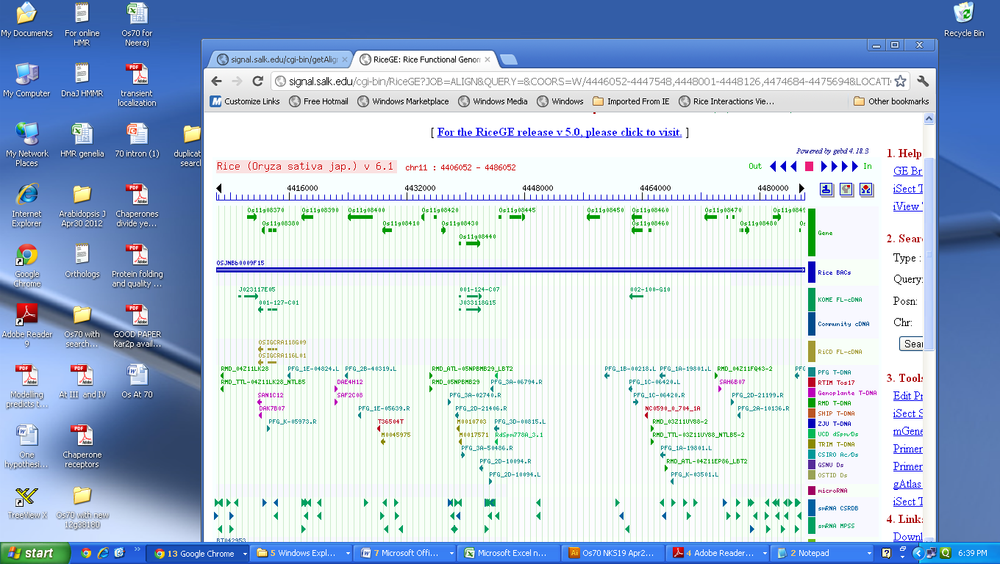 My Documents
For online HMR
Os70 for Neeraj
Recycle Bin
My Computer
DnaJ HMMR
transient localization
My Network Places
HMR genelia
70 intron (1)
duplicat searcl
Internet Explorer
Arabidopsis J Apr30 2012
Chaperones divide ye...
Google Chrome
Orthologs
Protein folding and quality ...
Adobe Reader 9
Os70 with search...
GOOD PAPER Kar2p avail...
Modelling predicts t...
At III and IV
Os At 70
One hypothesi...
Chaperone receptors
TreeView X
Os70 with new 12g38180
signal.salk.edu/cgi-bin/getAlig
RiceGE: Rice Functional Genom
signal.salk.edu/cgi-bin/RiceGE?JOB=ALIGN&QUERY=&COORS=W/4446052-4447548,4448001-4448126,4474684-4475694&LOCATI
Customize Links
Free Hotmail
Windows Marketplace
Windows Media
Windows
Imported From IE
Rice Interactions Vie...
Other bookmarks
[ For the RiceGE release v 5.0, please click to visit. ]
Powered by gebd 4.18.3
Rice (Oryza sativa jap.) v 6.1 chr11 : 4406052 - 4486052
Out
In
4416000 4432000 4448000 4464000 4480000
Os11g08370 Os11g08390 Os11g08400 Os11g08420 Os11g08445 Os11g08450 Os11g08460 Os11g08470 Os11g0849
Os11g08380 Os11g08410 Os11g08430 Os11g08460 Os11g08480
Os11g08440
Gene
OSJNBb0009F15
Rice BACs
J023117E05 001-124-C07 002-100-G10
001-127-C01 J033118G15
KOME FL-cDNA
Community cDNA
OSIGCRA118G09
OSIGCRA116L01
RiCD FL-cDNA
RMD_04Z11LK28 PFG_1E-04824.L PFG_2B-40319.L RMD_ATL-05NPBMB29_LBT2 PFG_1B-00218.L PFG_1A-19801.L RMD_04Z11FQ43-2 PFG
RMD_TTL-04Z11LK28_NTLB5 DAE4H12 RMD_05NPBMB29 PFG_3A-06794.R PFG_1C-06420.L SAH6B07
SAN1C12 SAF2C08 PFG_3A-02740.R PFG_1C-06420.R PFG_2D-21199.R
DAK7B07 PFG_1E-05639.R PFG_2D-21406.R NC0590_0_704_1A PFG_2A-10136.R
PFG_K-05973.R T36504T M0010703 PFG_3D-00815.L RMD_03Z11UY88-2
M0045975 M0017571 RdSpm778A_3.1 RMD_TTL-03Z11UY88_NTLB5-2
PFG_3A-50486.R PFG_1A-19801.L
PFG_2D-10094.R RMD_ATL-04Z11EP86_LBT2
PFG_2D-10094.L PFG_K-03501.L
PFG T-DNA
RTIM Tos17
Genoplante T-DNA
RMD T-DNA
SHIP T-DNA
ZJU T-DNA
UCD dSpm/Ds
TRIM T-DNA
CSIRO Ac/Ds
GSNU Ds
OSTID Ds
microRNA
smRNA CSRDB
smRNA MPSS
BT042953
1. Help
GE Br
iSect T
iView
2. Sear
Type :
Query:
Posn:
Chr:
Sear
3. Tools
Edit Pr
iSect S
mGene
Primer
Primer
gAtlas
iSect T
4. Links
Downl
start
13 Google Chrome
5 Windows Expl...
7 Microsoft Offi...
Microsoft Excel n...
Os70 NKS19 Apr2...
4 Adobe Reader...
2 Notepad
6:39 PM